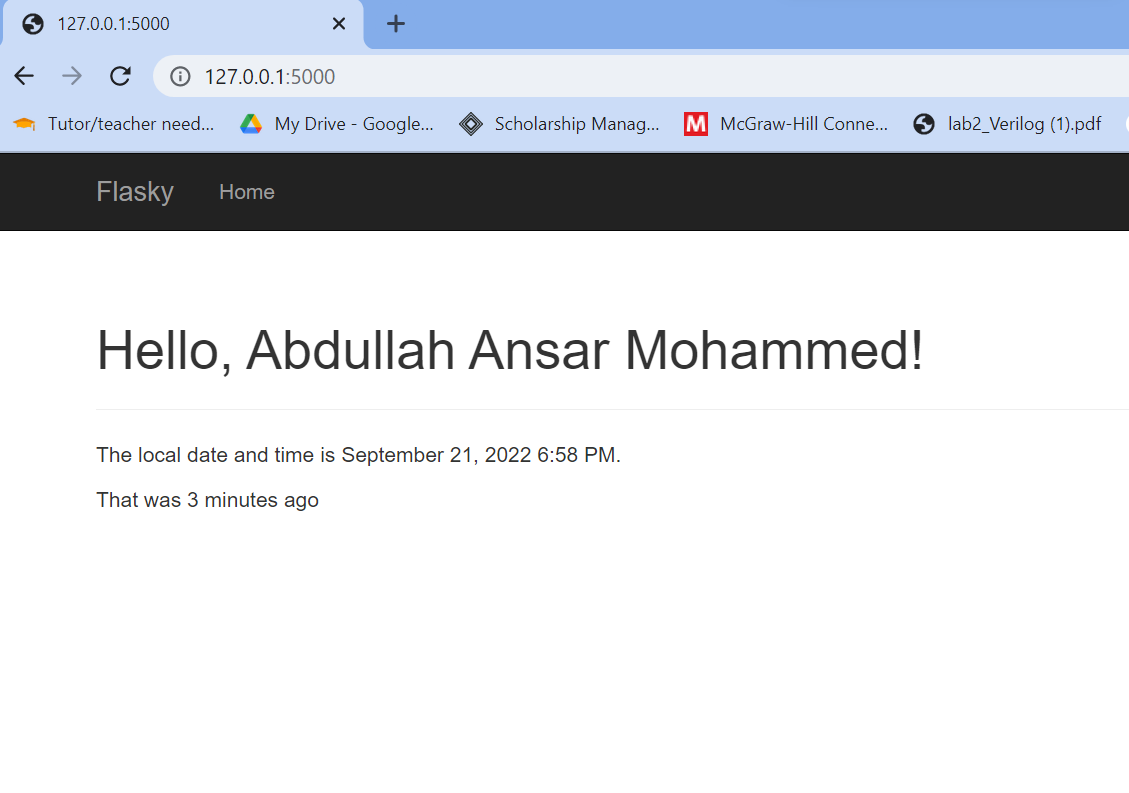 127.0.0.1:5000
127.0.0.1:5000
Tutor/teacher need... My Drive - Google... Scholarship Manag... M McGraw-Hill Conne... lab2_Verilog (1).pdf
Flasky Home
Hello, Abdullah Ansar Mohammed!
The local date and time is September 21, 2022 6:58 PM.
That was 3 minutes ago